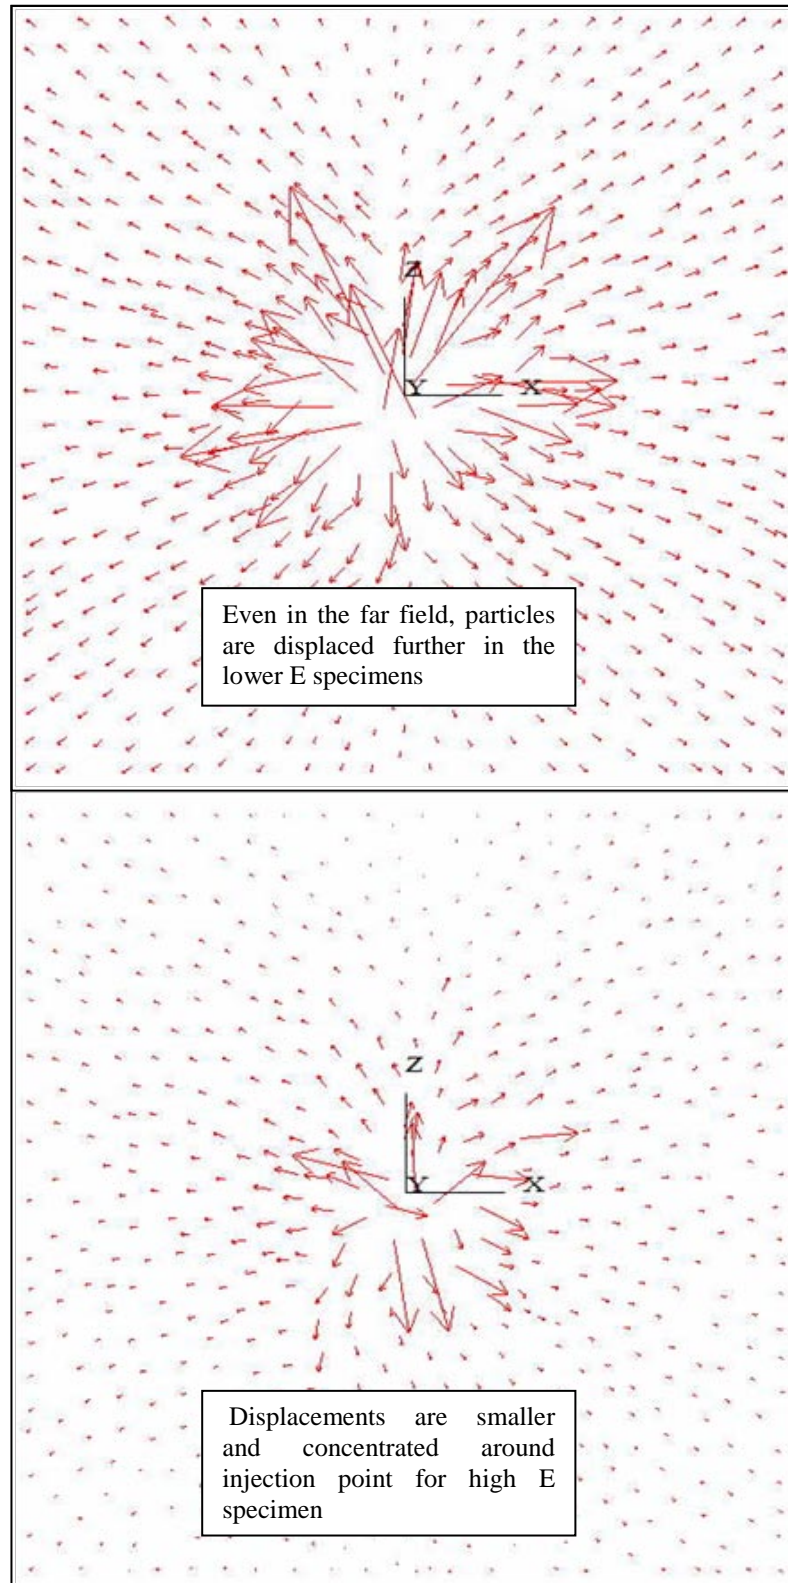 Z
Y X
Even in the far field, particles
are displaced further in the
lower E specimens
Z
Y X
Displacements are smaller
and concentrated around
injection point for high E
specimen